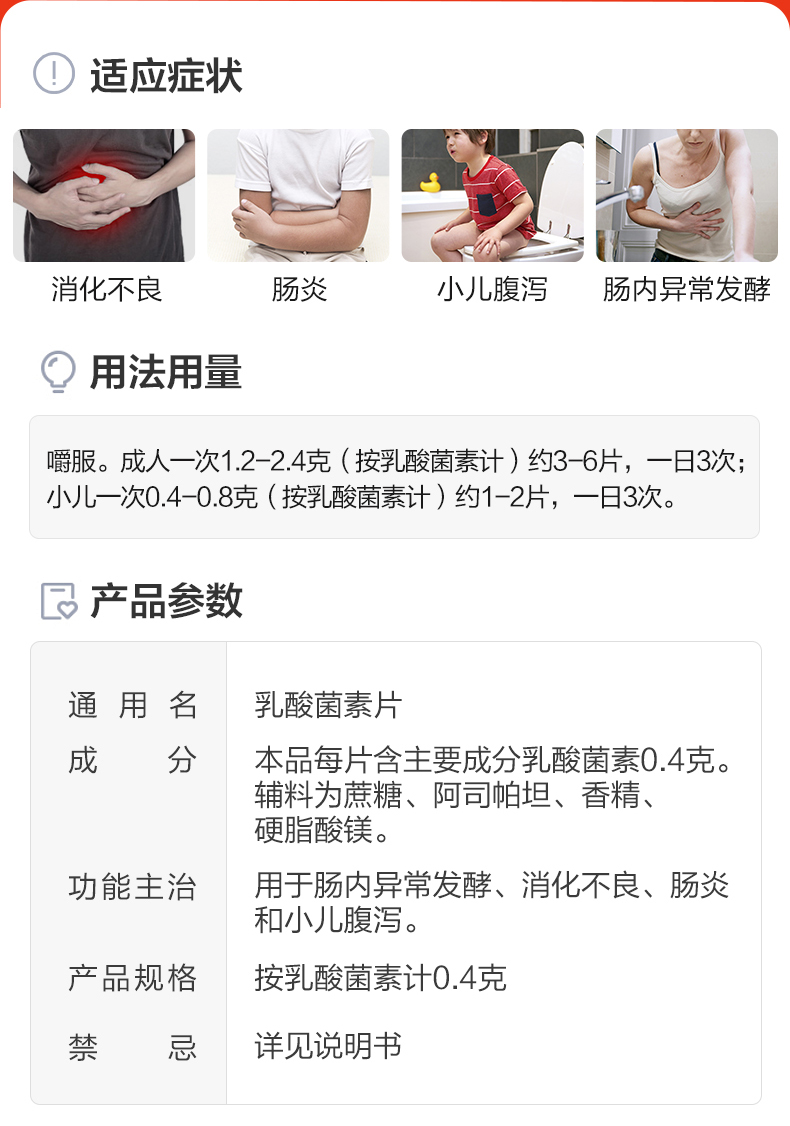 适应症状
消化不良
肠炎
小儿腹泻
肠内异常发酵
用法用量
嚼服。成人一次1.2-2.4克（按乳酸菌素计）约3-6片，一日3次；
小儿一次0.4-0.8克（按乳酸菌素计）约1-2片，一日3次。
产品参数
通用名 乳酸菌素片
成分 本品每片含主要成分乳酸菌素0.4克。
辅料为蔗糖、阿司帕坦、香精、
硬脂酸镁。
功能主治 用于肠内异常发酵、消化不良、肠炎
和小儿腹泻。
产品规格 按乳酸菌素计0.4克
禁忌 详见说明书